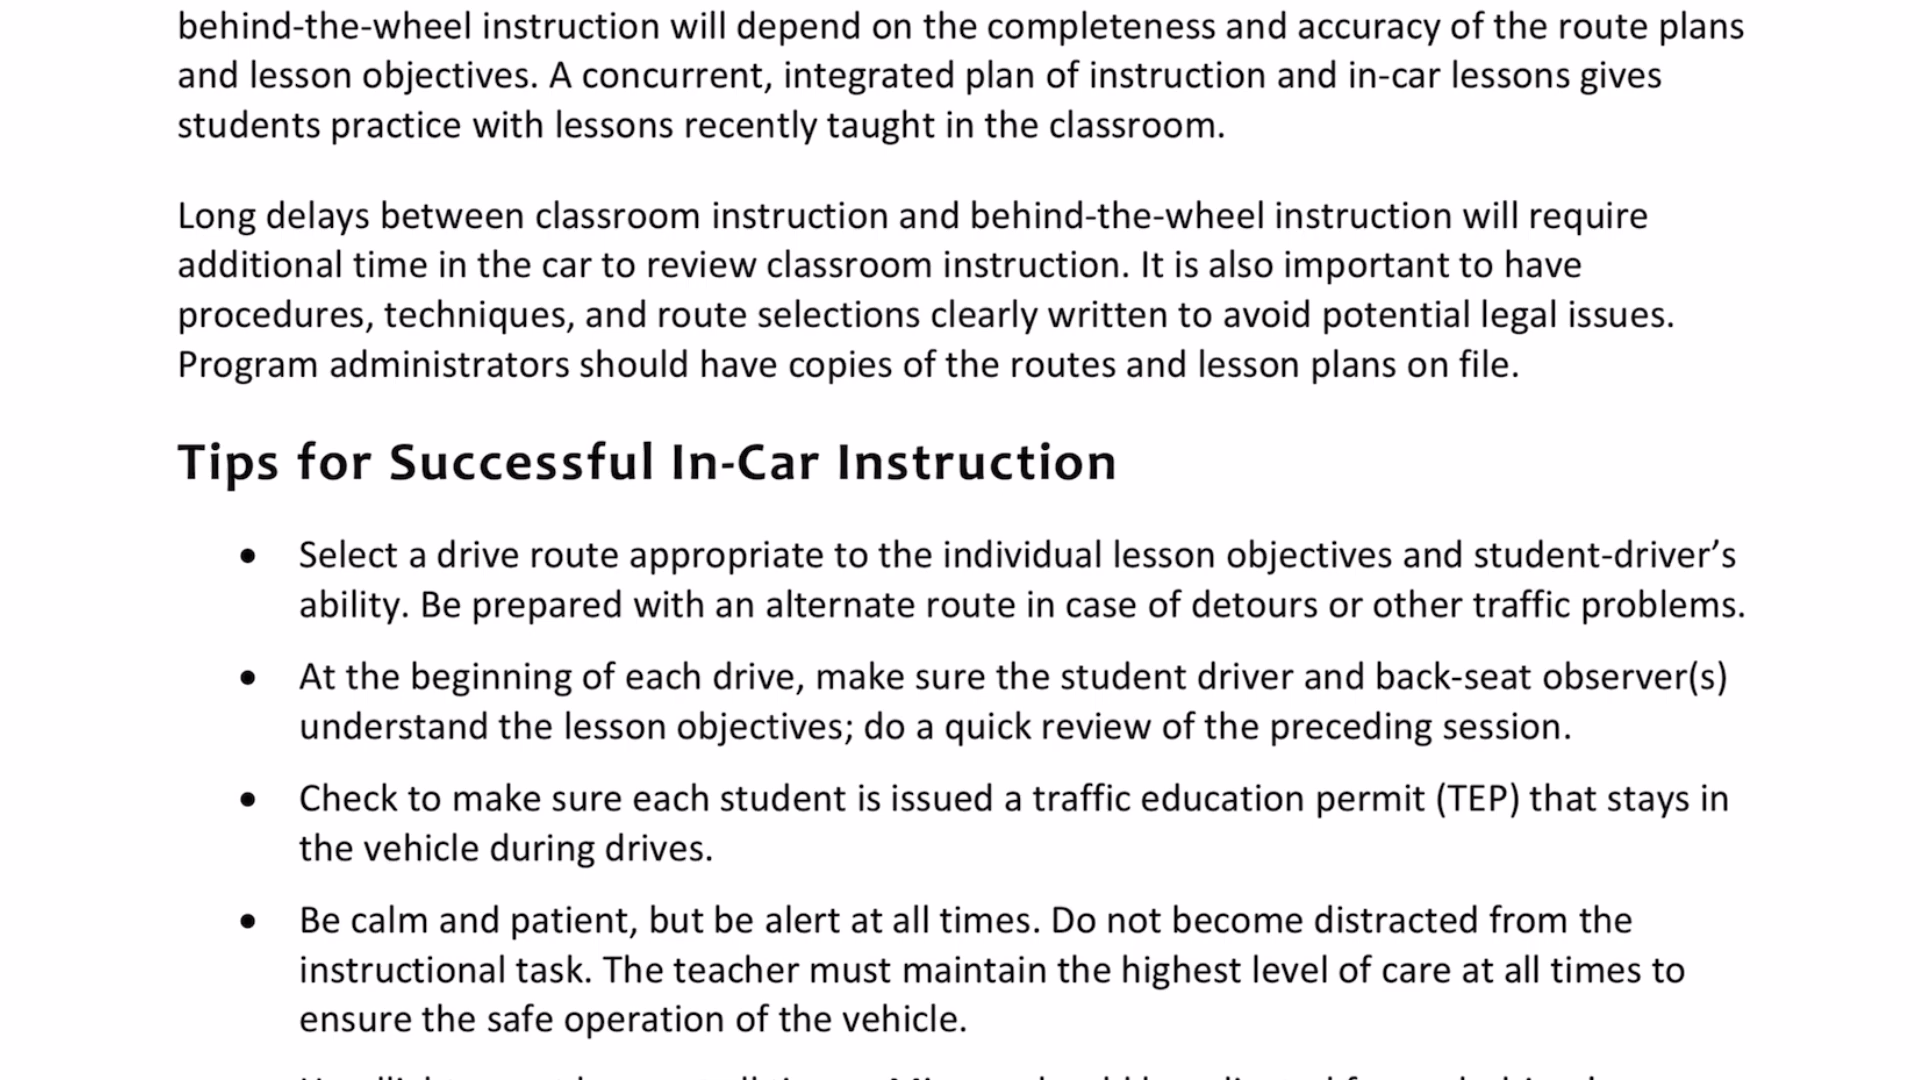 behind-the-wheel instruction will depend on the completeness and accuracy of the route plans
and lesson objectives. A concurrent, integrated plan of instruction and in-car lessons gives
students practice with lessons recently taught in the classroom.
Long delays between classroom instruction and behind-the-wheel instruction will require
additional time in the car to review classroom instruction. It is also important to have
procedures, techniques, and route selections clearly written to avoid potential legal issues.
Program administrators should have copies of the routes and lesson plans on file.
Tips for Successful In-Car Instruction
• Select a drive route appropriate to the individual lesson objectives and student-driver’s
ability. Be prepared with an alternate route in case of detours or other traffic problems.
• At the beginning of each drive, make sure the student driver and back-seat observer(s)
understand the lesson objectives; do a quick review of the preceding session.
• Check to make sure each student is issued a traffic education permit (TEP) that stays in
the vehicle during drives.
• Be calm and patient, but be alert at all times. Do not become distracted from the
instructional task. The teacher must maintain the highest level of care at all times to
ensure the safe operation of the vehicle.